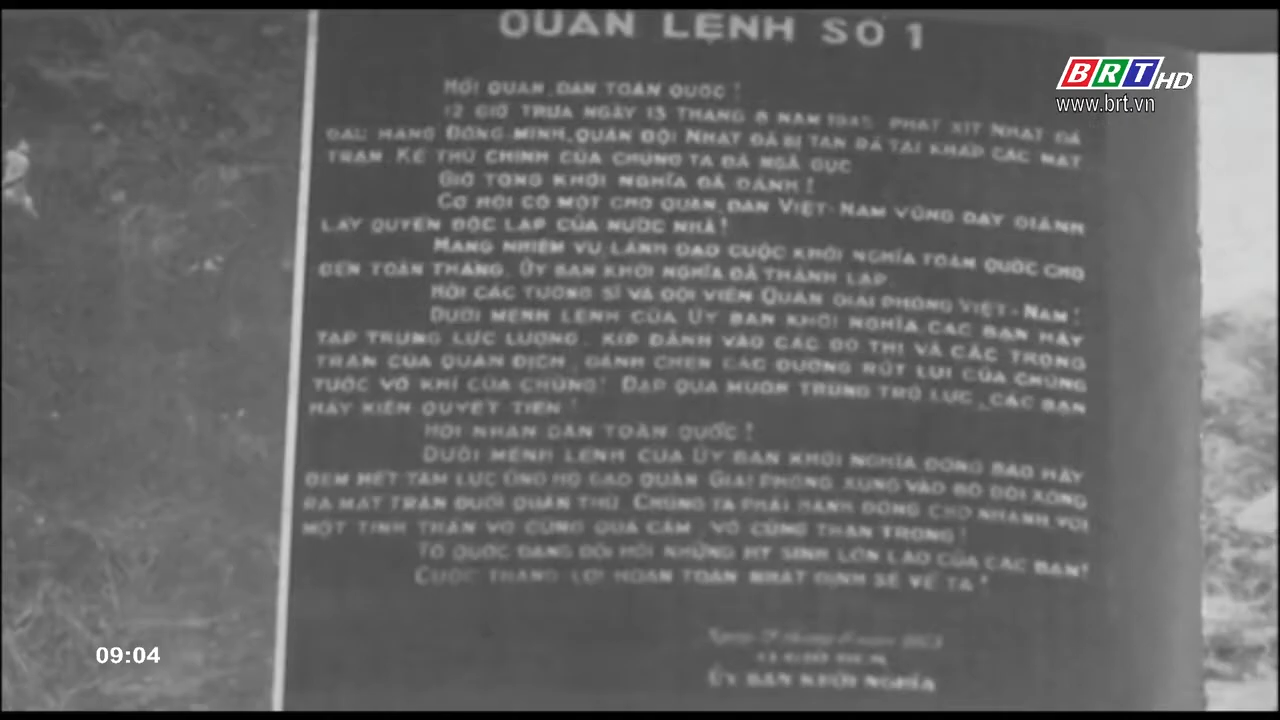 QUÂN LỆNH SỐ 1
BRT HD
www.brt.vn
HỠI QUÂN, DÂN TOÀN QUỐC !
12 GIỜ TRƯA NGÀY 13 THÁNG 8 NĂM 1945, PHÁT XÍT NHẬT ĐÃ
ĐẦU HÀNG ĐỒNG-MINH, QUÂN ĐỘI NHẬT ĐÃ BỊ TAN RÃ TẠI KHẮP CÁC MẶT
TRẬN. KẺ THÙ CHÍNH CỦA CHÚNG TA ĐÃ NGÃ GỤC
GIỜ TỔNG KHỞI NGHĨA ĐÃ ĐÁNH !
CƠ HỘI CÓ MỘT CHO QUÂN, DÂN VIỆT-NAM VÙNG DẬY GIÀNH
LẤY QUYỀN ĐỘC LẬP CỦA NƯỚC NHÀ !
MANG NHIỆM VỤ LÃNH ĐẠO CUỘC KHỞI NGHĨA TOÀN QUỐC CHO
ĐẾN TOÀN THẮNG, ỦY BAN KHỞI NGHĨA ĐÃ THÀNH LẬP.
HỠI CÁC TƯỚNG SĨ VÀ ĐỘI VIÊN QUÂN GIẢI PHÓNG VIỆT-NAM !
DƯỚI MỆNH LỆNH CỦA ỦY BAN KHỞI NGHĨA CÁC BẠN HÃY
TẬP TRUNG LỰC LƯỢNG, KÍP ĐÁNH VÀO CÁC ĐÔ THỊ VÀ CÁC TRỌNG
TRẤN CỦA QUÂN ĐỊCH, ĐÁNH CHẸN CÁC ĐƯỜNG RÚT LUI CỦA CHÚNG
TƯỚC VÕ KHÍ CỦA CHÚNG! ĐẠP QUA MUÔN TRÙNG TRỞ LỰC, CÁC BẠN
HÃY KIÊN QUYẾT TIẾN !
HỠI NHÂN DÂN TOÀN QUỐC !
DƯỚI MỆNH LỆNH CỦA ỦY BAN KHỞI NGHĨA ĐỒNG BÀO HÃY
ĐEM HẾT TÂM LỰC ỦNG HỘ ĐẠO QUÂN GIẢI PHÓNG XUNG VÀO BỘ ĐỘI XÔNG
RA MẶT TRẬN ĐUỔI QUÂN THÙ. CHÚNG TA PHẢI HÀNH ĐỘNG CHO NHANH VỚI
MỘT TINH THẦN VÔ CÙNG QUẢ CẢM, VÔ CÙNG THẬN TRỌNG !
TỔ QUỐC ĐANG ĐÒI HỎI NHỮNG HY SINH LỚN LAO CỦA CÁC BẠN!
CUỘC THẮNG LỢI HOÀN TOÀN NHẤT ĐỊNH SẼ VỀ TA !
ỦY BAN KHỞI NGHĨA
09:04